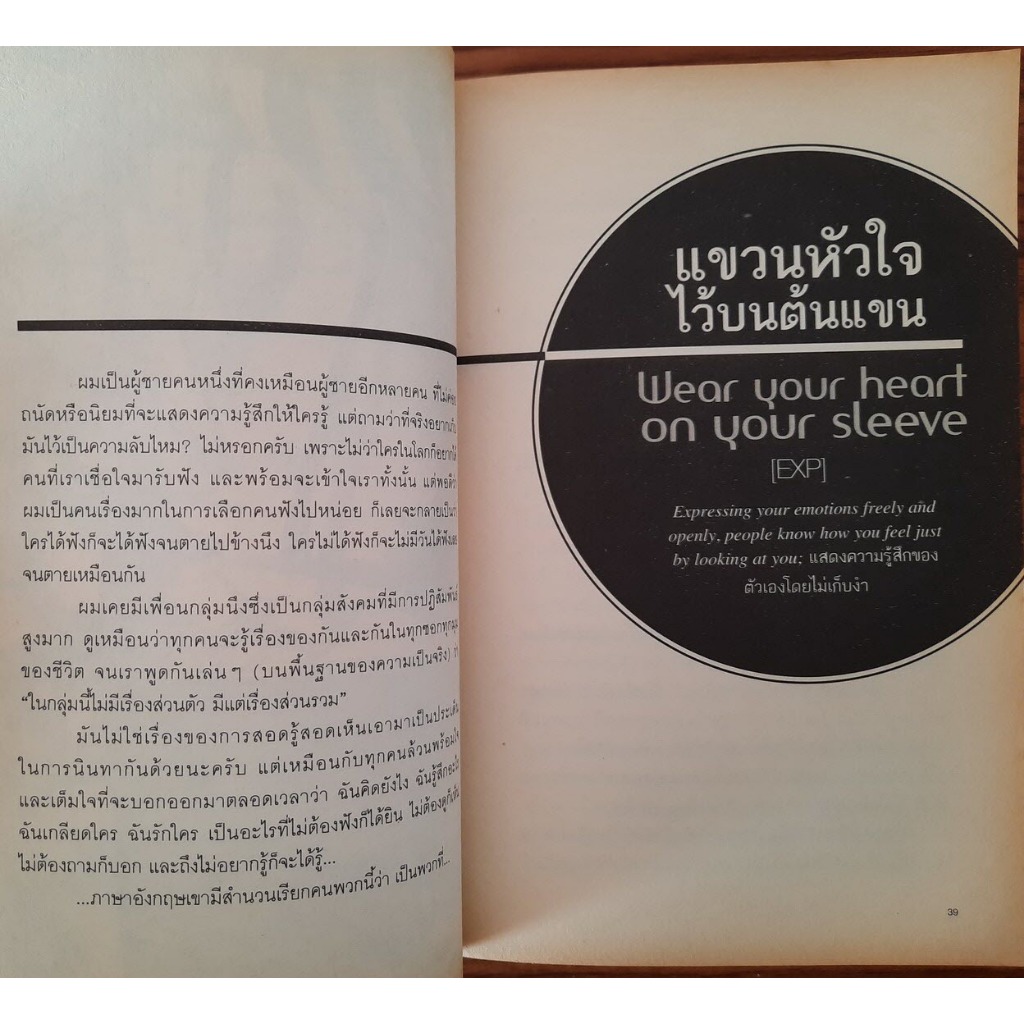 ผมเป็นผู้ชายคนหนึ่งที่คงเหมือนผู้ชายอีกหลายคน
ถนัดหรือนิยมที่จะแสดงความรู้สึกให้ใครรู้ แต่ถามว่าที่จริงอยากเก็บ
มันไว้เป็นความลับไหม? ไม่หรอกครับ เพราะไม่ว่าใครในโลกก็อยากได้
คนที่เราเชื่อใจมารับฟัง และพร้อมจะเข้าใจเราทั้งนั้น แต่พอดีว่า
ผมเป็นคนเรื่องมากในการเลือกคนฟังไปหน่อย ก็เลยจะกลายเป็นว่า
ใครได้ฟังก็จะได้ฟังจนตายไปข้างนึง ใครไม่ได้ฟังก็จะไม่มีวันได้ฟัง
จนตายเหมือนกัน
ผมเคยมีเพื่อนกลุ่มนึงซึ่งเป็นกลุ่มสังคมที่มีการปฏิสัมพันธ์
สูงมาก ดูเหมือนว่าทุกคนจะรู้เรื่องของกันและกันในทุกซอกทุกมุม
ของชีวิต จนเราพูดกันเล่นๆ (บนพื้นฐานของความเป็นจริง) ว่า
“ในกลุ่มนี้ไม่มีเรื่องส่วนตัว มีแต่เรื่องส่วนรวม”
มันไม่ใช่เรื่องของการสอดรู้สอดเห็นเอามาเป็นประเด็น
ในการนินทากันด้วยนะครับ แต่เหมือนกับทุกคนล้วนพร้อมใจ
และเต็มใจที่จะบอกออกมาตลอดเวลาว่า ฉันคิดยังไง ฉันรู้สึกอะไร
ฉันเกลียดใคร ฉันรักใคร เป็นอะไรที่ไม่ต้องฟังก็ได้ยิน ไม่ต้องดูก็เห็น
ไม่ต้องถามก็บอก และถึงไม่อยากรู้ก็จะได้รู้...
...ภาษาอังกฤษเขามีสำนวนเรียกคนพวกนี้ว่า เป็นพวกที่...
แขวนหัวใจ
ไว้บนต้นแขน
Wear your heart
on your sleeve
[EXP]
Expressing your emotions freely and
openly, people know how you feel just
by looking at you; แสดงความรู้สึกของ
ตัวเองโดยไม่เก็บงำ
39